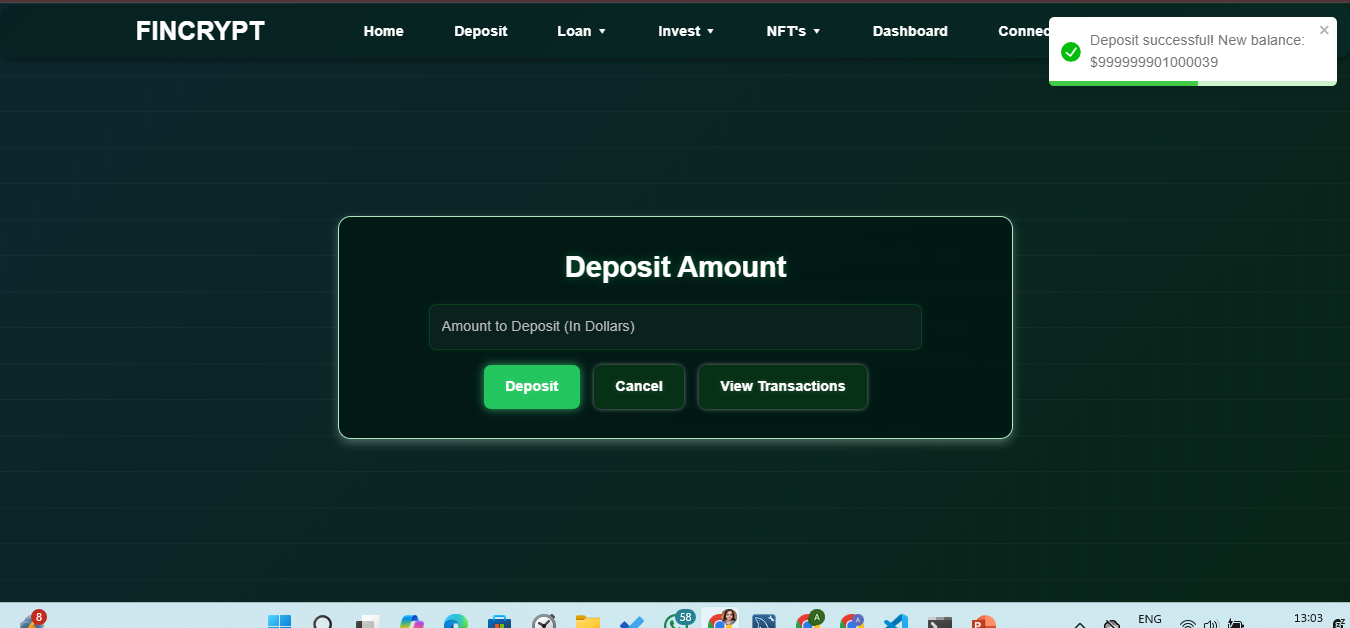 FINCRYPT
Home Deposit Loan ▼ Invest ▼ NFT's ▼ Dashboard Connec
Deposit successful! New balance:
$999999901000039
Deposit Amount
Amount to Deposit (In Dollars)
Deposit Cancel View Transactions
8
58
A
A
P
ENG
13:03